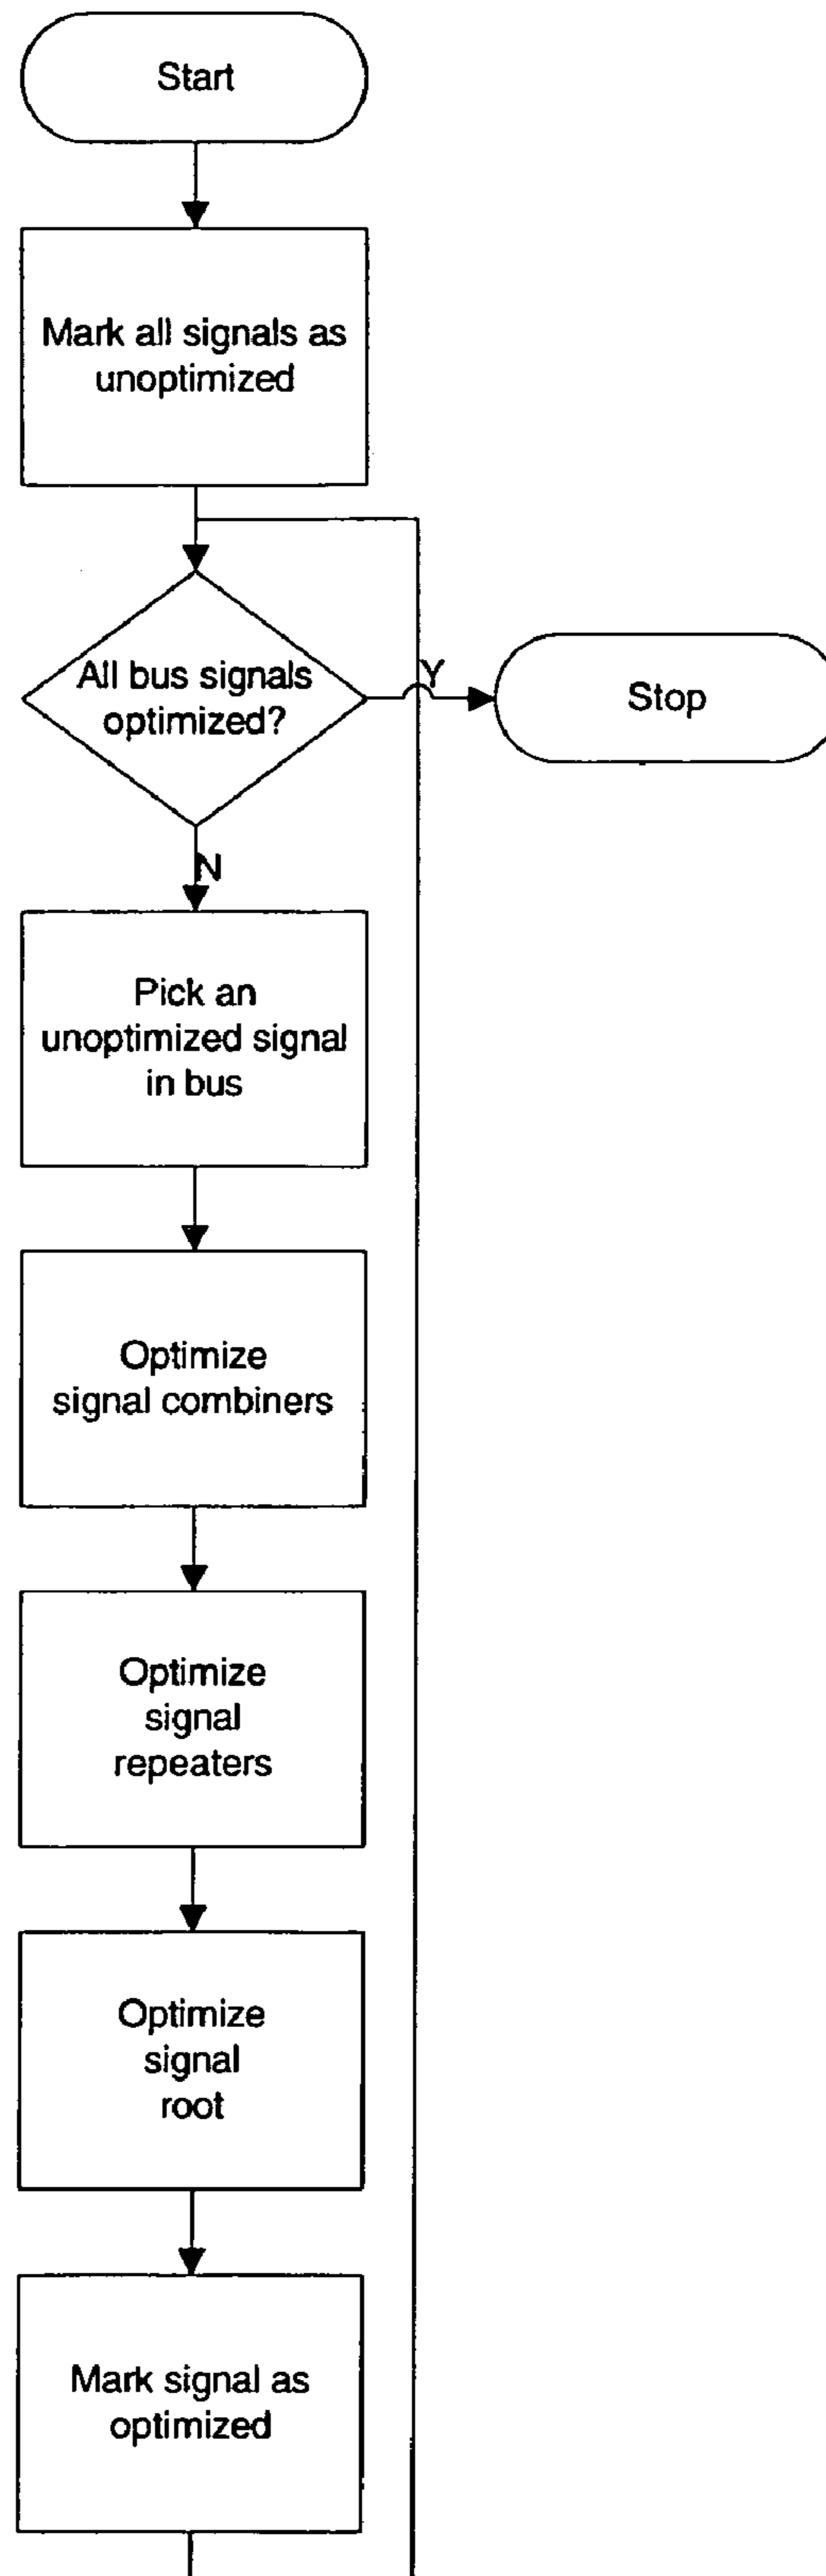 Start
Mark all signals as
unoptimized
All bus signals
optimized?
Y
Stop
N
Pick an
unoptimized signal
in bus
Optimize
signal combiners
Optimize
signal
repeaters
Optimize
signal
root
Mark signal as
optimized